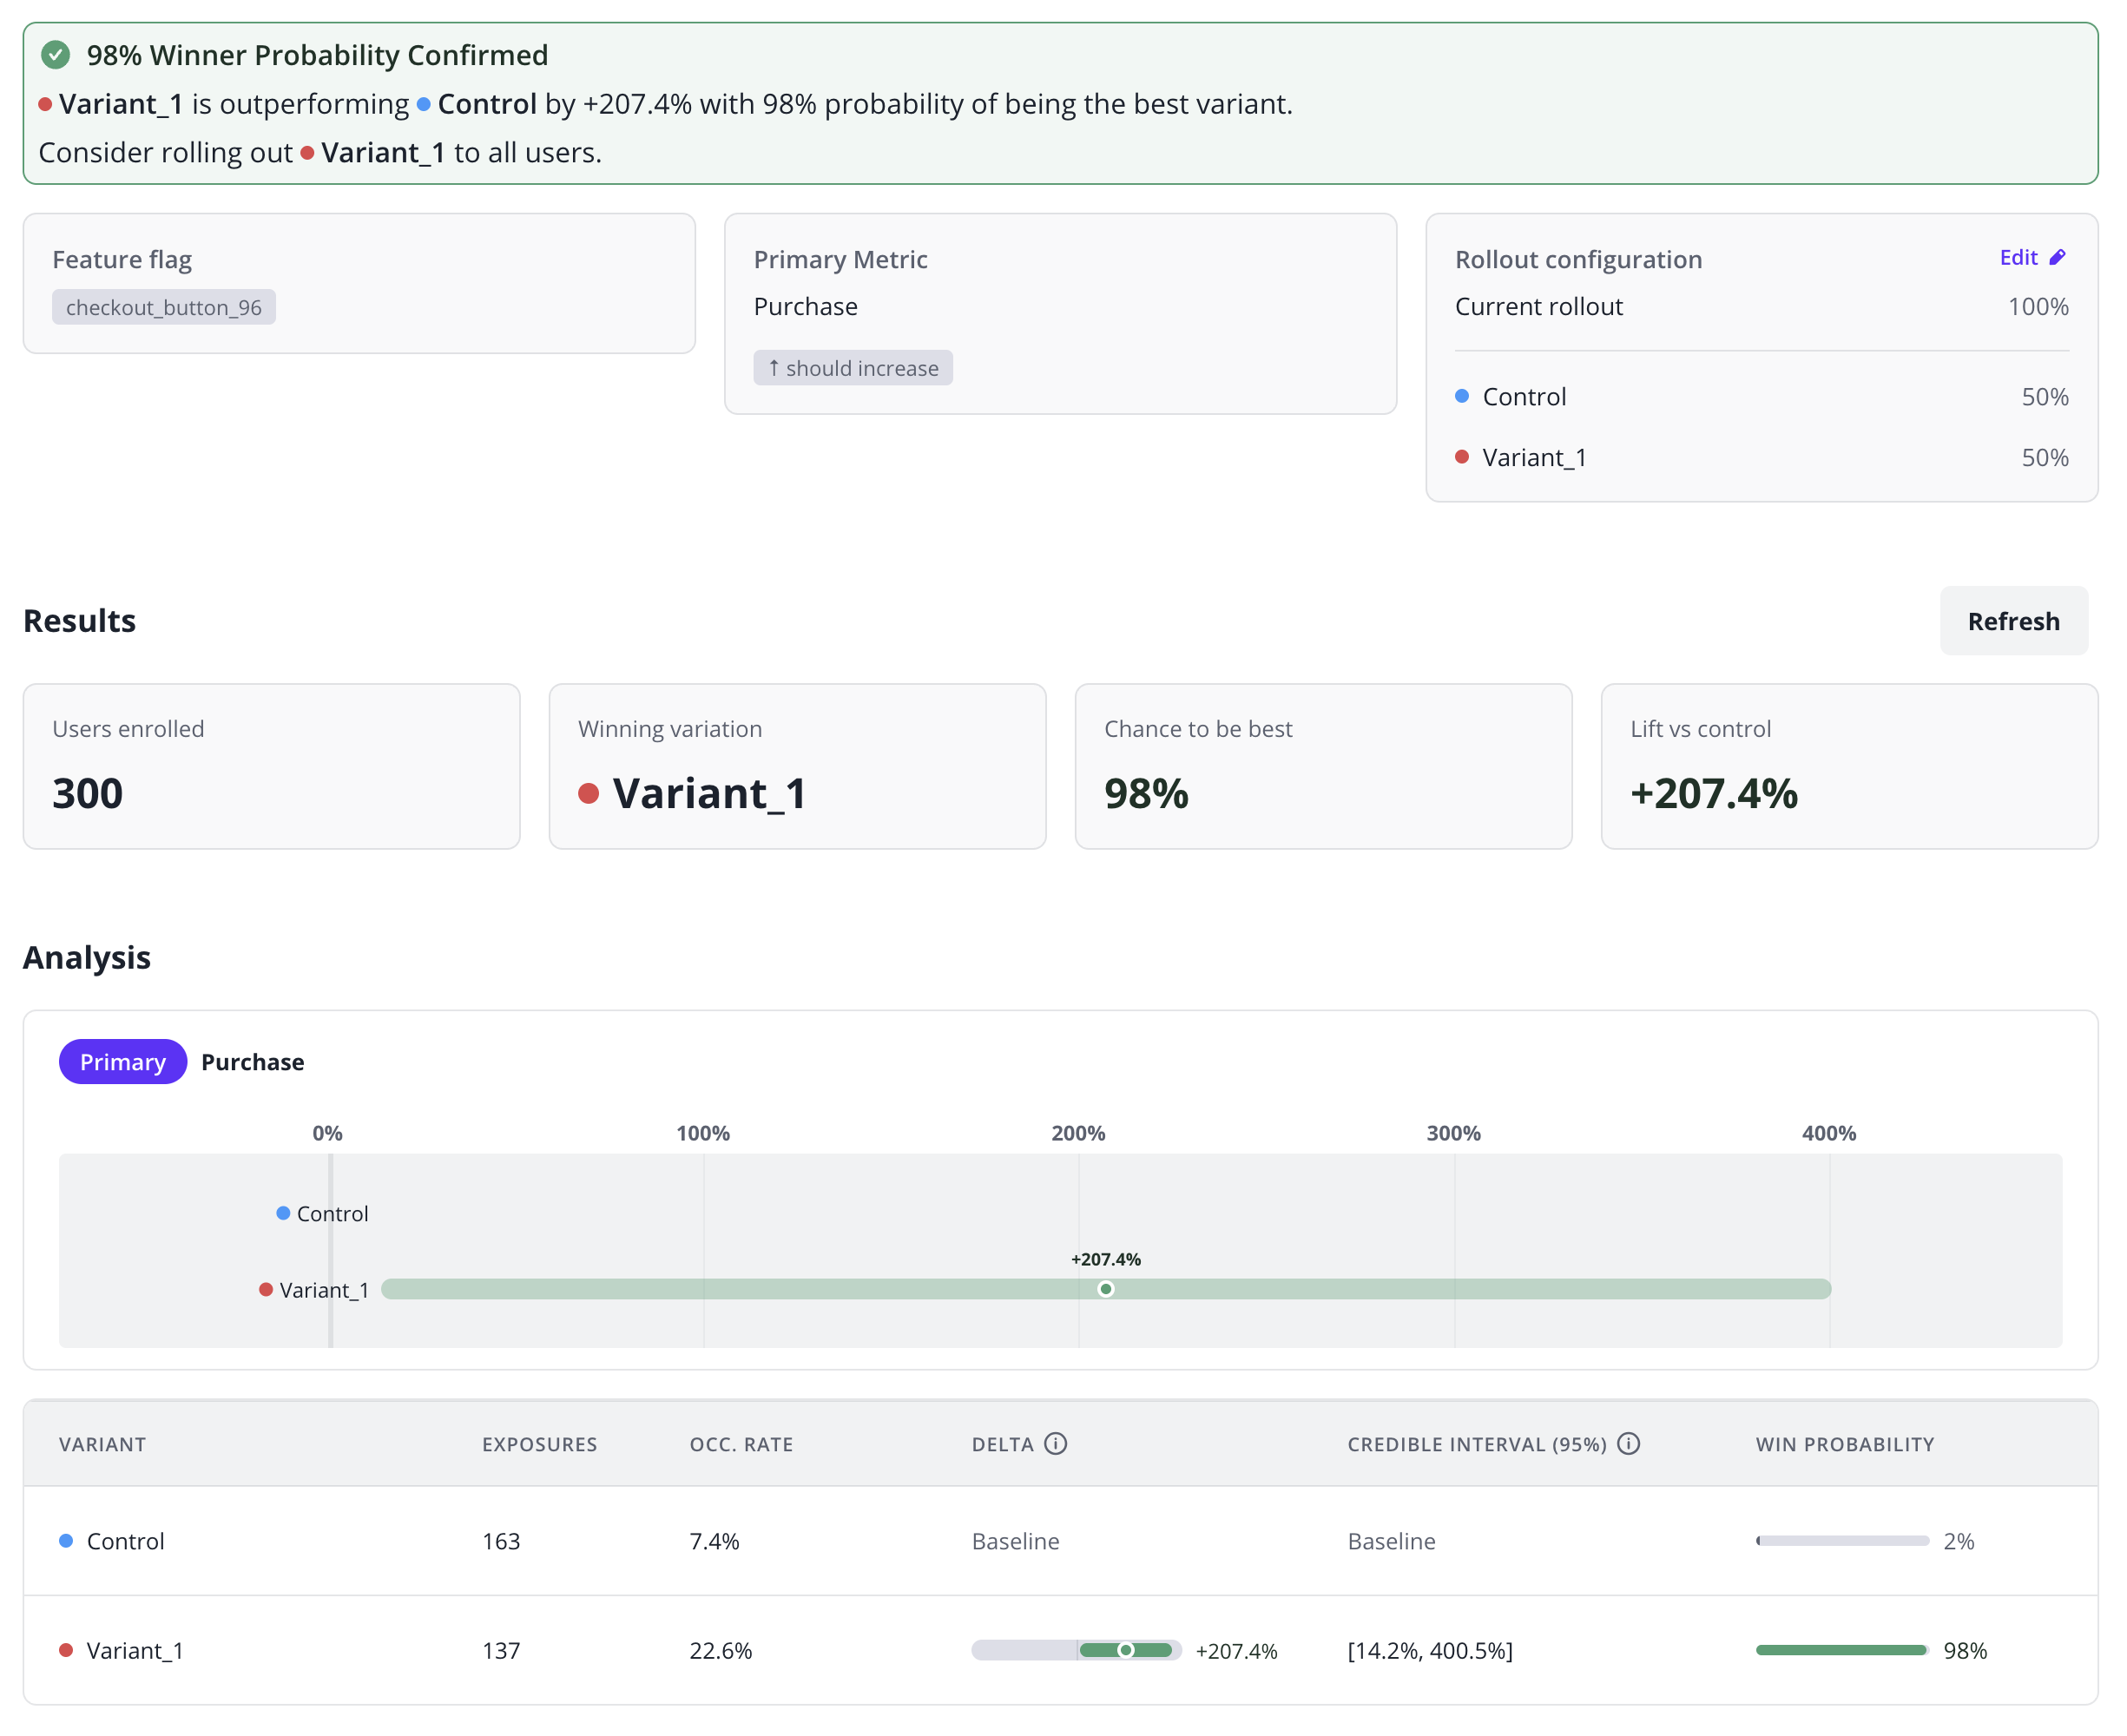 98% Winner Probability Confirmed
Variant_1 is outperforming Control by +207.4% with 98% probability of being the best variant.
Consider rolling out Variant_1 to all users.
Feature flag
checkout_button_96
Primary Metric
Purchase
↑ should increase
Rollout configuration
Edit
Current rollout 100%
Control 50%
Variant_1 50%
Results
Refresh
Users enrolled
300
Winning variation
Variant_1
Chance to be best
98%
Lift vs control
+207.4%
Analysis
Primary Purchase
0% 100% 200% 300% 400%
Control
+207.4%
Variant_1
VARIANT EXPOSURES OCC. RATE DELTA CREDIBLE INTERVAL (95%) WIN PROBABILITY
Control 163 7.4% Baseline Baseline 2%
Variant_1 137 22.6% +207.4% [14.2%, 400.5%] 98%